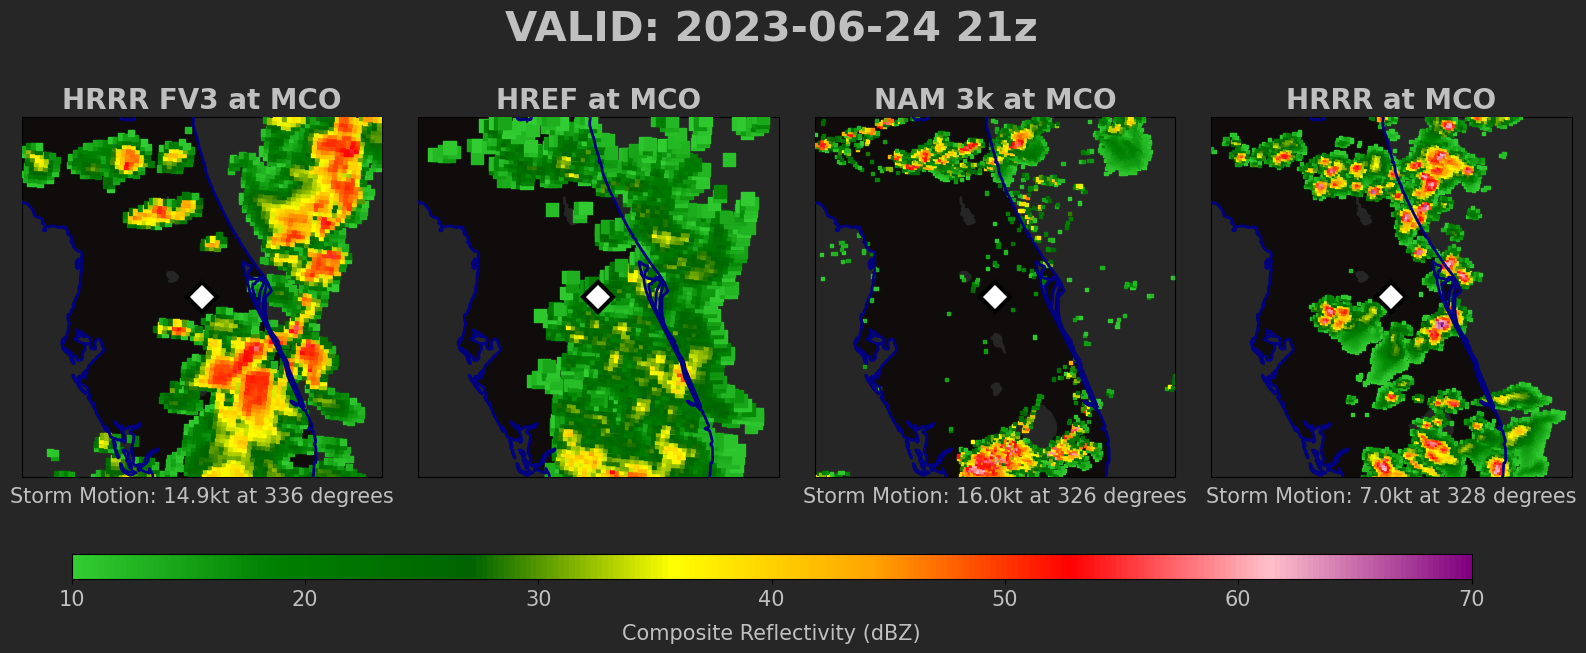 VALID: 2023-06-24 21z
HRRR FV3 at MCO
HREF at MCO
NAM 3k at MCO
HRRR at MCO
Storm Motion: 14.9kt at 336 degrees
Storm Motion: 16.0kt at 326 degrees
Storm Motion: 7.0kt at 328 degrees
10 20 30 40 50 60 70
Composite Reflectivity (dBZ)